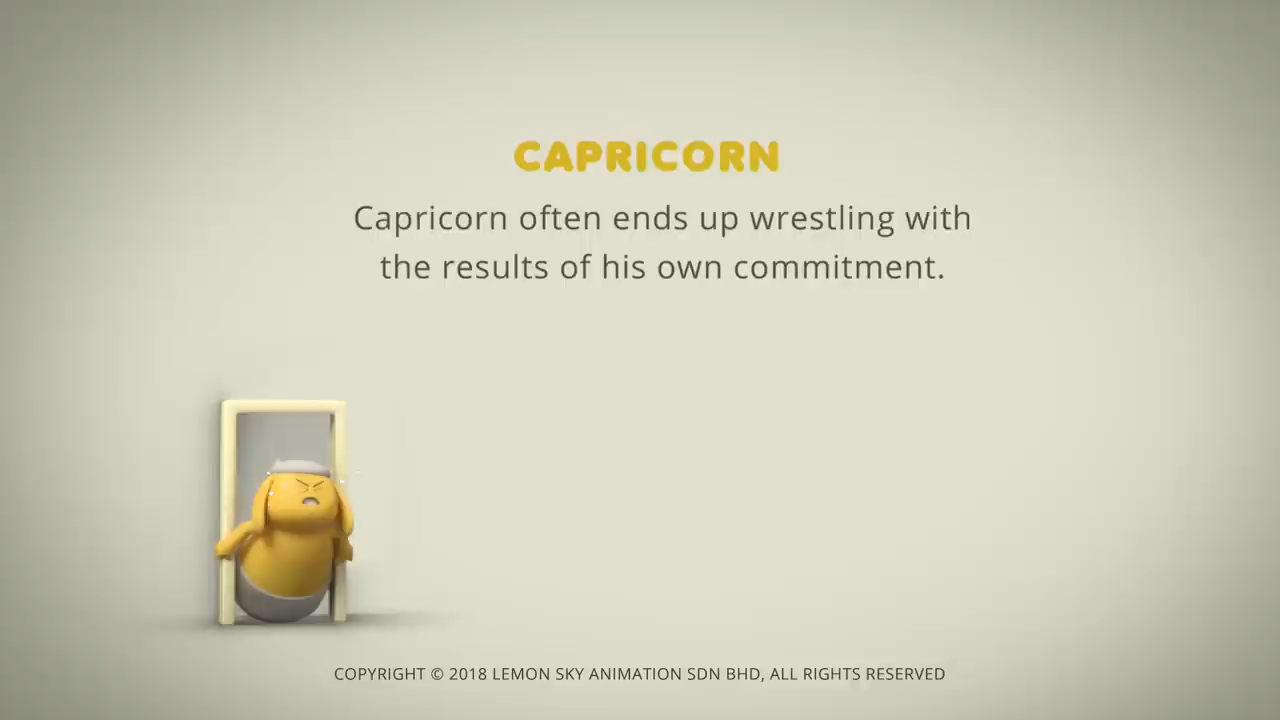 CAPRICORN
Capricorn often ends up wrestling with
the results of his own commitment.
COPYRIGHT © 2018 LEMON SKY ANIMATION SDN BHD, ALL RIGHTS RESERVED